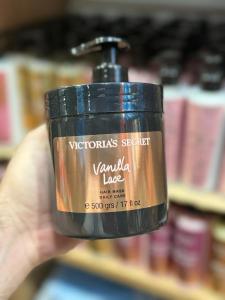 VICTORIA'S SECRET
Vanilla
Lace
HAIR MASK
DAILY CARE
e 500 grs / 17 fl oz